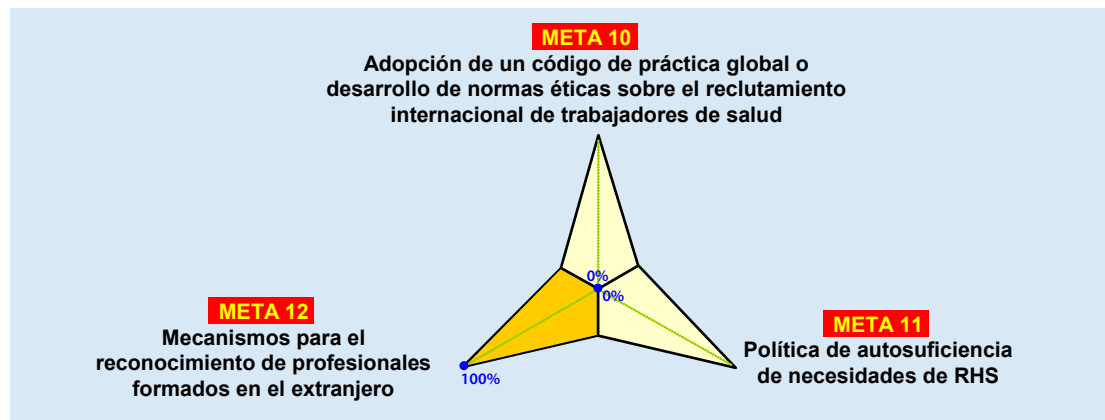 META 10
Adopción de un código de práctica global o
desarrollo de normas éticas sobre el reclutamiento
internacional de trabajadores de salud
0%
0%
META 12
Mecanismos para el
reconocimiento de profesionales
formados en el extranjero
100%
META 11
Política de autosuficiencia
de necesidades de RHS